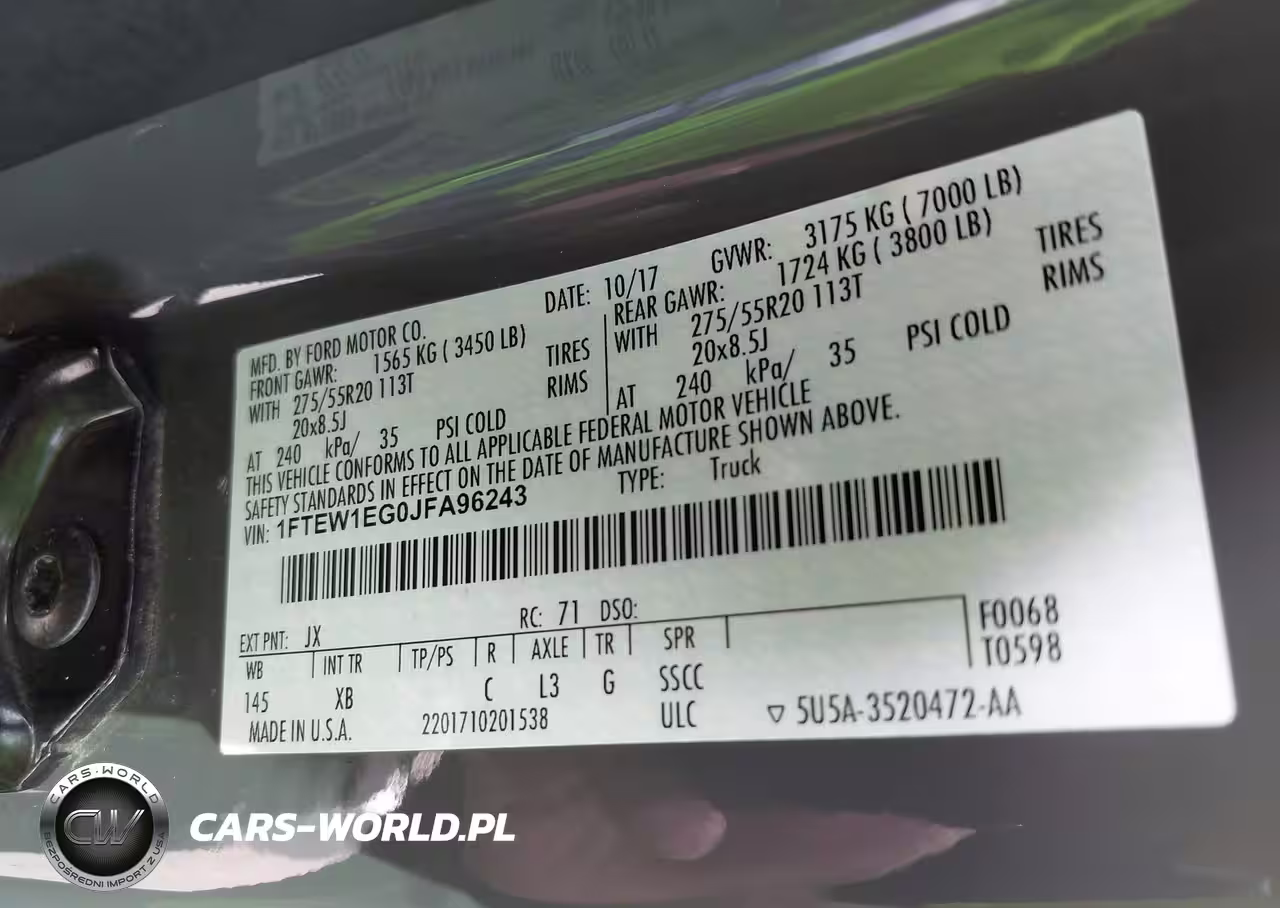 MFD. BY FORD MOTOR CO.
DATE: 10/17
GVWR: 3175 KG ( 7000 LB)
FRONT GAWR: 1565 KG ( 3450 LB)
WITH 275/55R20 113T TIRES
20x8.5J RIMS
AT 240 kPa/ 35 PSI COLD
REAR GAWR: 1724 KG ( 3800 LB)
WITH 275/55R20 113T TIRES
20x8.5J RIMS
AT 240 kPa/ 35 PSI COLD
THIS VEHICLE CONFORMS TO ALL APPLICABLE FEDERAL MOTOR VEHICLE
SAFETY STANDARDS IN EFFECT ON THE DATE OF MANUFACTURE SHOWN ABOVE.
VIN: 1FTEW1EG0JFA96243 TYPE: Truck
EXT PNT: JX RC: 71 DSO:
F0068
T0598
WB INT TR TP/PS R AXLE TR SPR
145 XB C L3 G SSCC
MADE IN U.S.A. 2201710201538 ULC ▽ 5U5A-3520472-AA
CARS-WORLD
CW
BEZPOŚREDNI IMPORT Z USA
CARS-WORLD.PL